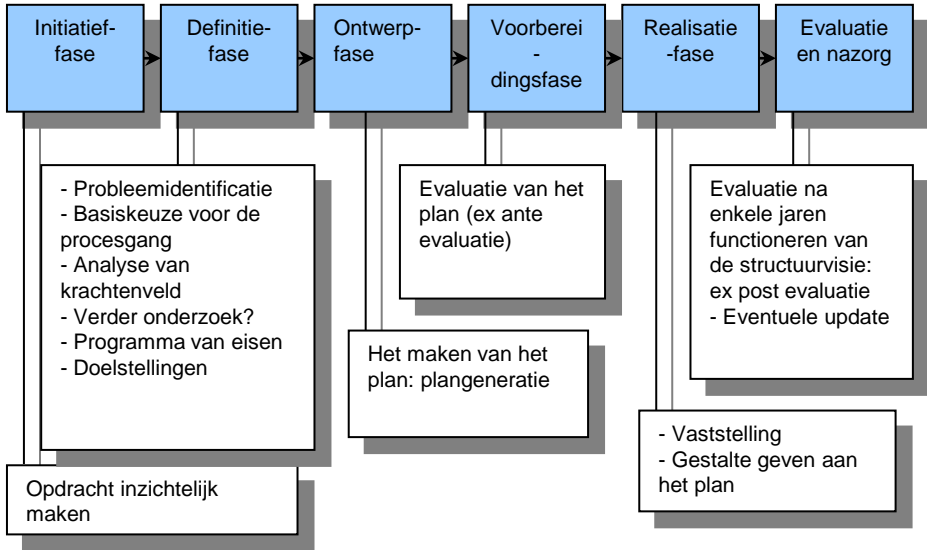 Initiatief-
fase
Definitie-
fase
Ontwerp-
fase
Voorberei
-
dingsfase
Realisatie
-fase
Evaluatie
en nazorg
- Probleemidentificatie
- Basiskeuze voor de
procesgang
- Analyse van
krachtenveld
- Verder onderzoek?
- Programma van eisen
- Doelstellingen
Evaluatie van het
plan (ex ante
evaluatie)
Evaluatie na
enkele jaren
functioneren van
de structuurvisie:
ex post evaluatie
- Eventuele update
Het maken van het
plan: plangeneratie
- Vaststelling
- Gestalte geven aan
het plan
Opdracht inzichtelijk
maken